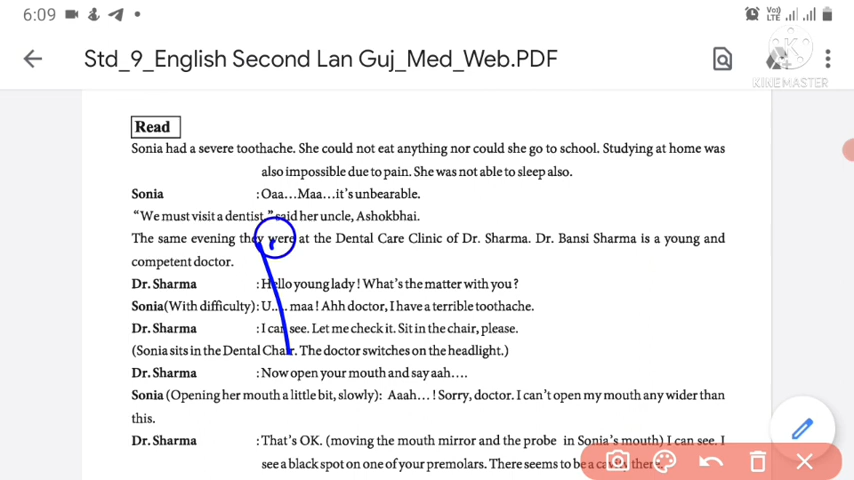 6:09
Vo) LTE
Std_9_English Second Lan Guj_Med_Web.PDF
KINEMASTER
Read
Sonia had a severe toothache. She could not eat anything nor could she go to school. Studying at home was
also impossible due to pain. She was not able to sleep also.
Sonia : Oaa...Maa...it's unbearable.
"We must visit a dentist," said her uncle, Ashokbhai.
The same evening they were at the Dental Care Clinic of Dr. Sharma. Dr. Bansi Sharma is a young and
competent doctor.
Dr. Sharma : Hello young lady ! What's the matter with you ?
Sonia(With difficulty) : U.... maa ! Ahh doctor, I have a terrible toothache.
Dr. Sharma : I can see. Let me check it. Sit in the chair, please.
(Sonia sits in the Dental Chair. The doctor switches on the headlight.)
Dr. Sharma : Now open your mouth and say aah....
Sonia (Opening her mouth a little bit, slowly): Aaah... ! Sorry, doctor. I can't open my mouth any wider than
this.
Dr. Sharma : That's OK. (moving the mouth mirror and the probe in Sonia's mouth) I can see. I
see a black spot on one of your premolars. There seems to be a cavity there.